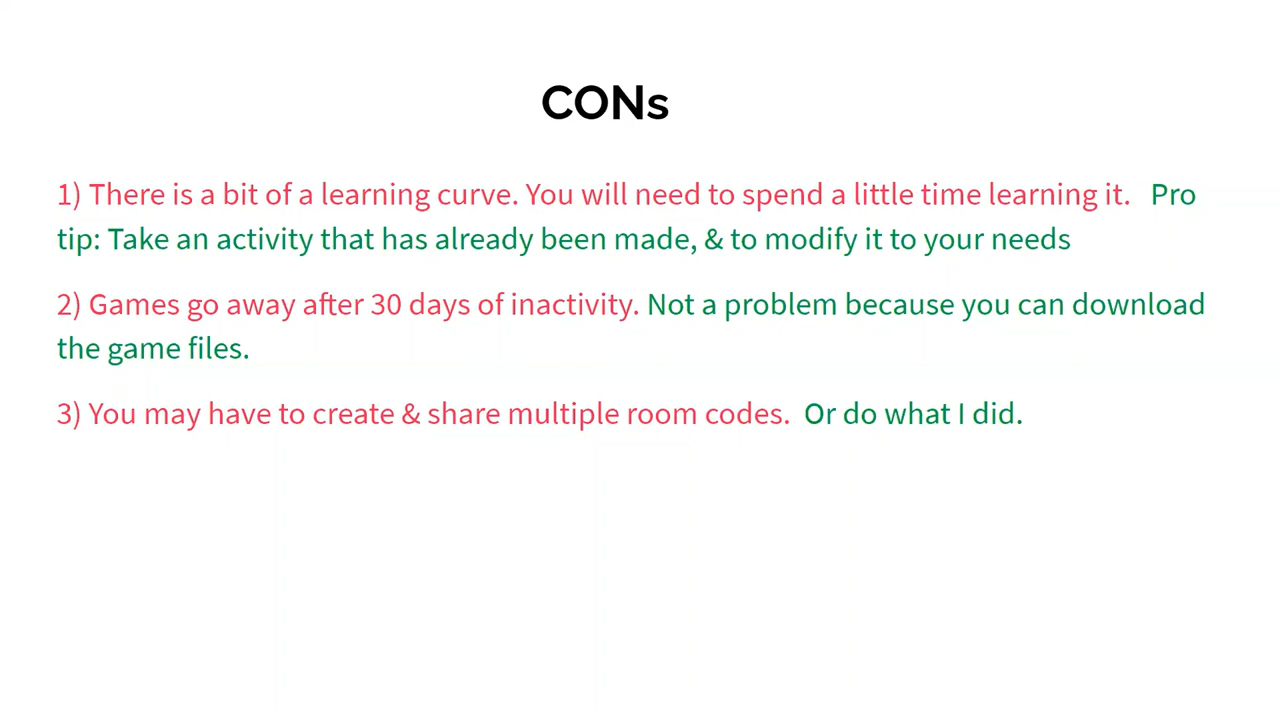 CONs
1) There is a bit of a learning curve. You will need to spend a little time learning it. Pro
tip: Take an activity that has already been made, & to modify it to your needs
2) Games go away after 30 days of inactivity. Not a problem because you can download
the game files.
3) You may have to create & share multiple room codes. Or do what I did.